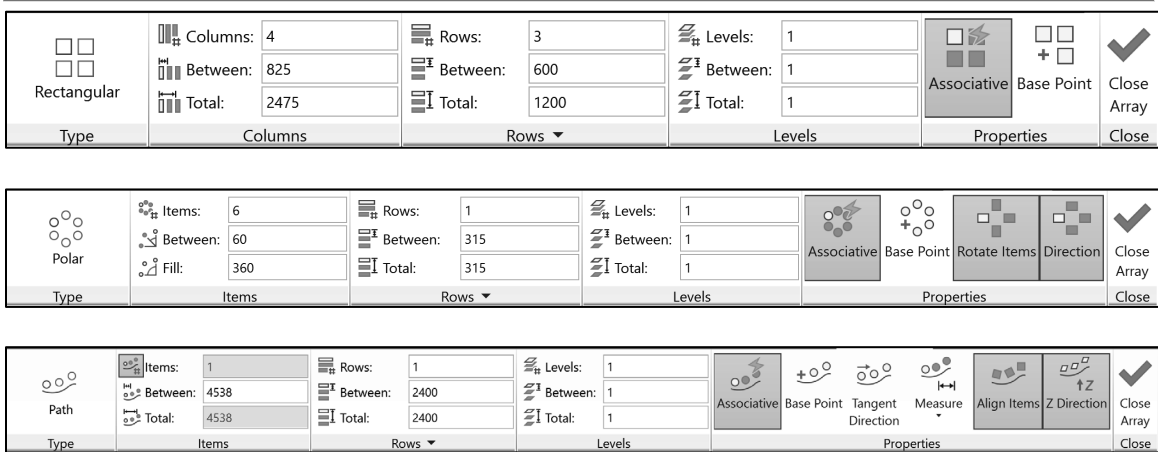 Columns: 4 Rows: 3 Levels: 1
Between: 825 Between: 600 Between: 1
Rectangular Total: 2475 Total: 1200 Total: 1 Associative Base Point Close Array
Type Columns Rows Levels Properties Close
Items: 6 Rows: 1 Levels: 1
Between: 60 Between: 315 Between: 1
Polar Fill: 360 Total: 315 Total: 1 Associative Base Point Rotate Items Direction Close Array
Type Items Rows Levels Properties Close
Items: 1 Rows: 1 Levels: 1
Between: 4538 Between: 2400 Between: 1
Path Total: 4538 Total: 2400 Total: 1 Associative Base Point Tangent Direction Measure Align Items Z Direction Close Array
Type Items Rows Levels Properties Close